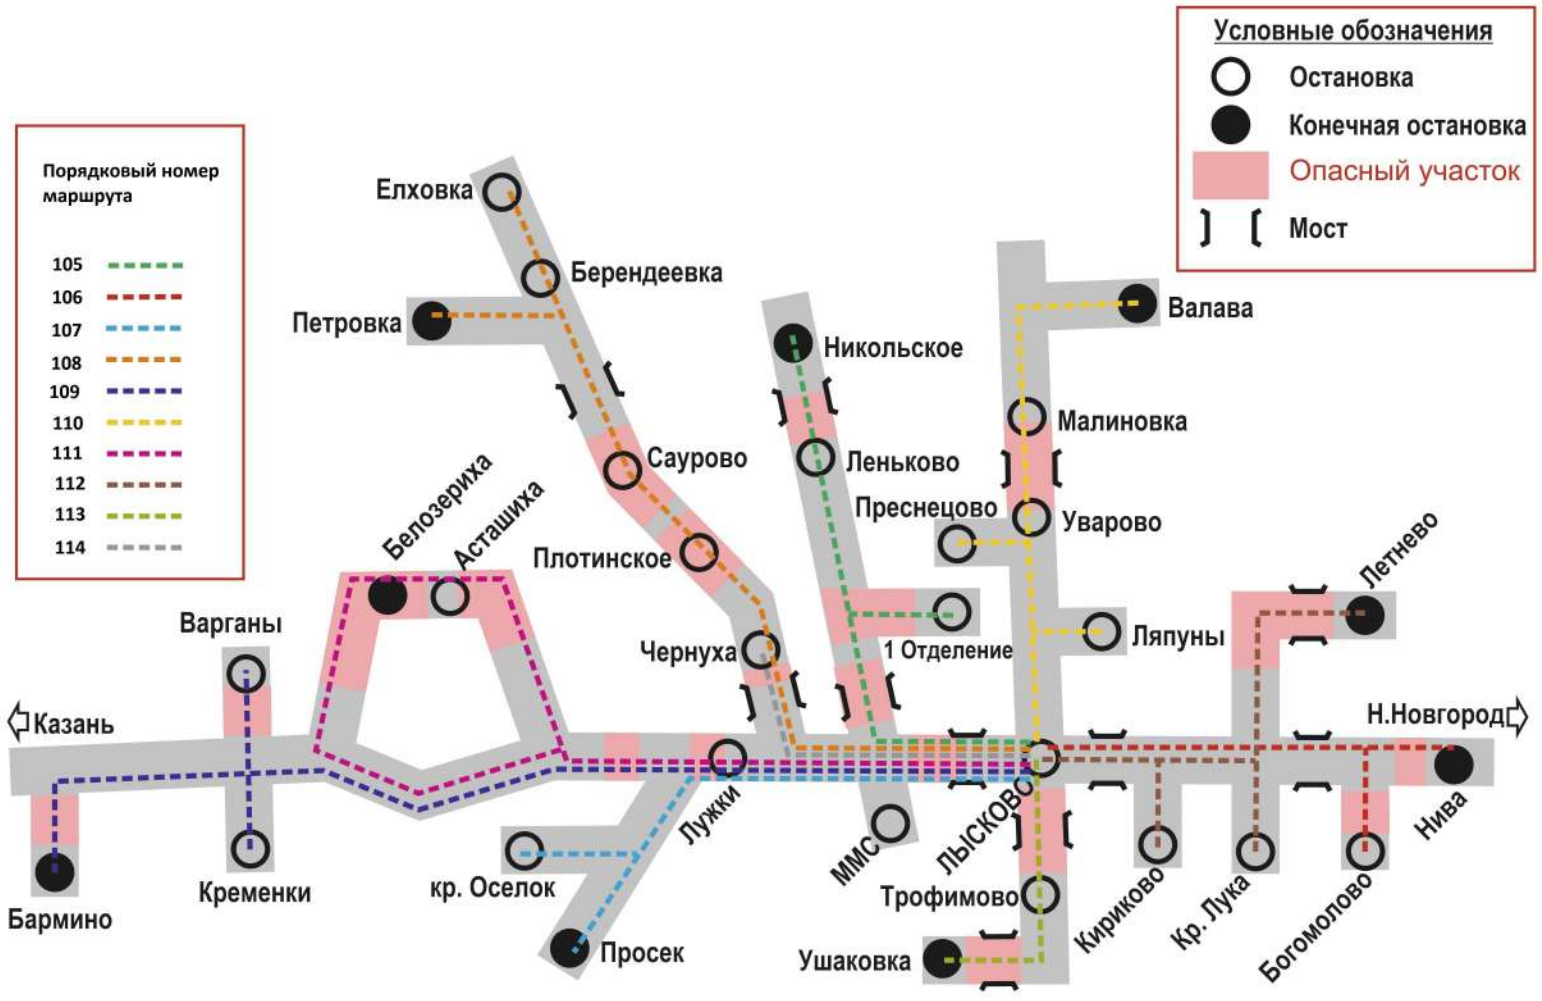 Условные обозначения
Остановка
Конечная остановка
Опасный участок
Мост
Порядковый номер
маршрута
105
106
107
108
109
110
111
112
113
114
Елховка
Берендеевка
Петровка
Валава
Никольское
Малиновка
Саурово
Леньково
Белозериха
Асташиха
Преснецово
Уварово
Летнево
Плотинское
Варганы
Чернуха
1 Отделение
Ляпуны
Казань
Н.Новгород
Лужки
ММС
ЛЫСКОВО
Нива
кр. Оселок
Кременки
Бармино
Трофимово
Кириково
Кр. Лука
Богомолово
Просек
Ушаковка